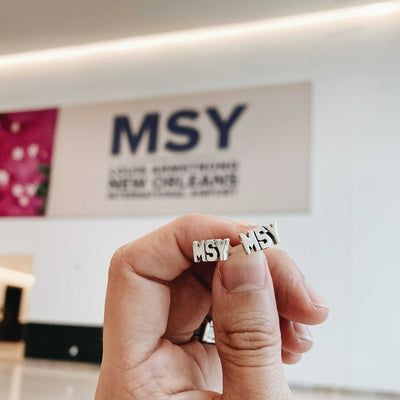 MSY
LOUIS ARMSTRONG
NEW ORLEANS
INTERNATIONAL AIRPORT
MSY MSY